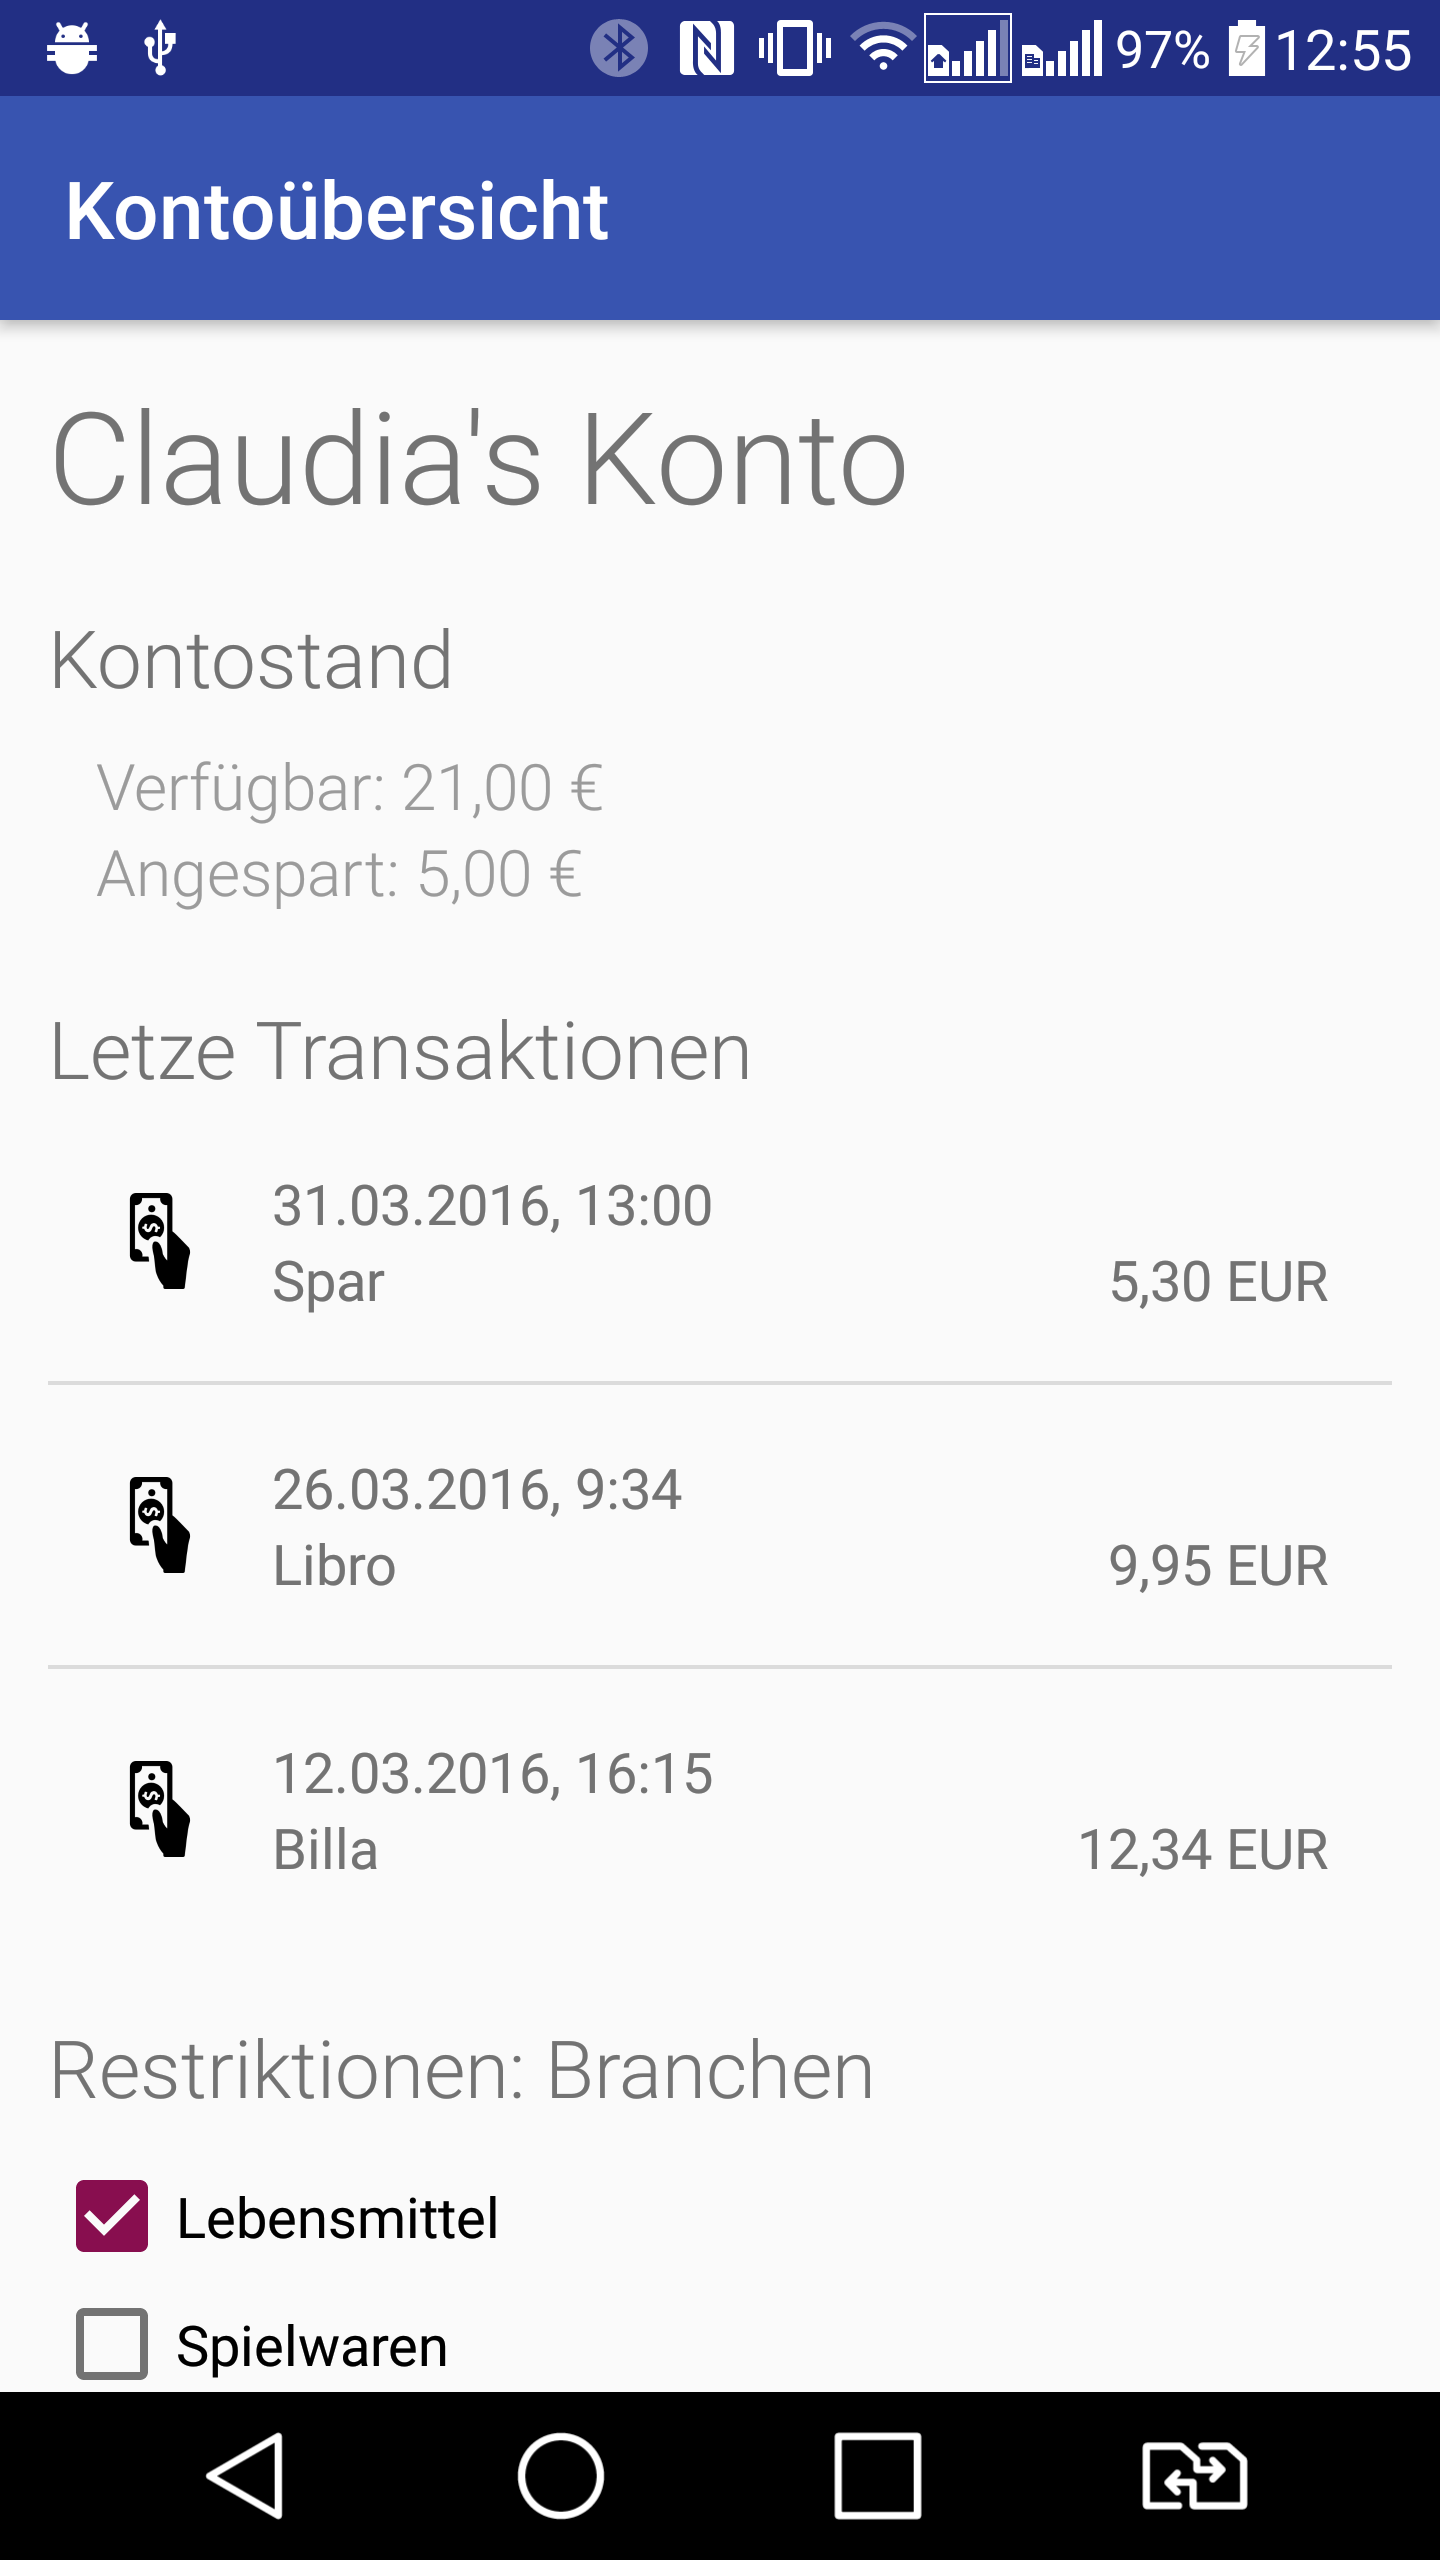 97% 12:55
Kontoübersicht
Claudia's Konto
Kontostand
Verfügbar: 21,00 €
Angespart: 5,00 €
Letze Transaktionen
31.03.2016, 13:00
Spar 5,30 EUR
26.03.2016, 9:34
Libro 9,95 EUR
12.03.2016, 16:15
Billa 12,34 EUR
Restriktionen: Branchen
Lebensmittel
Spielwaren